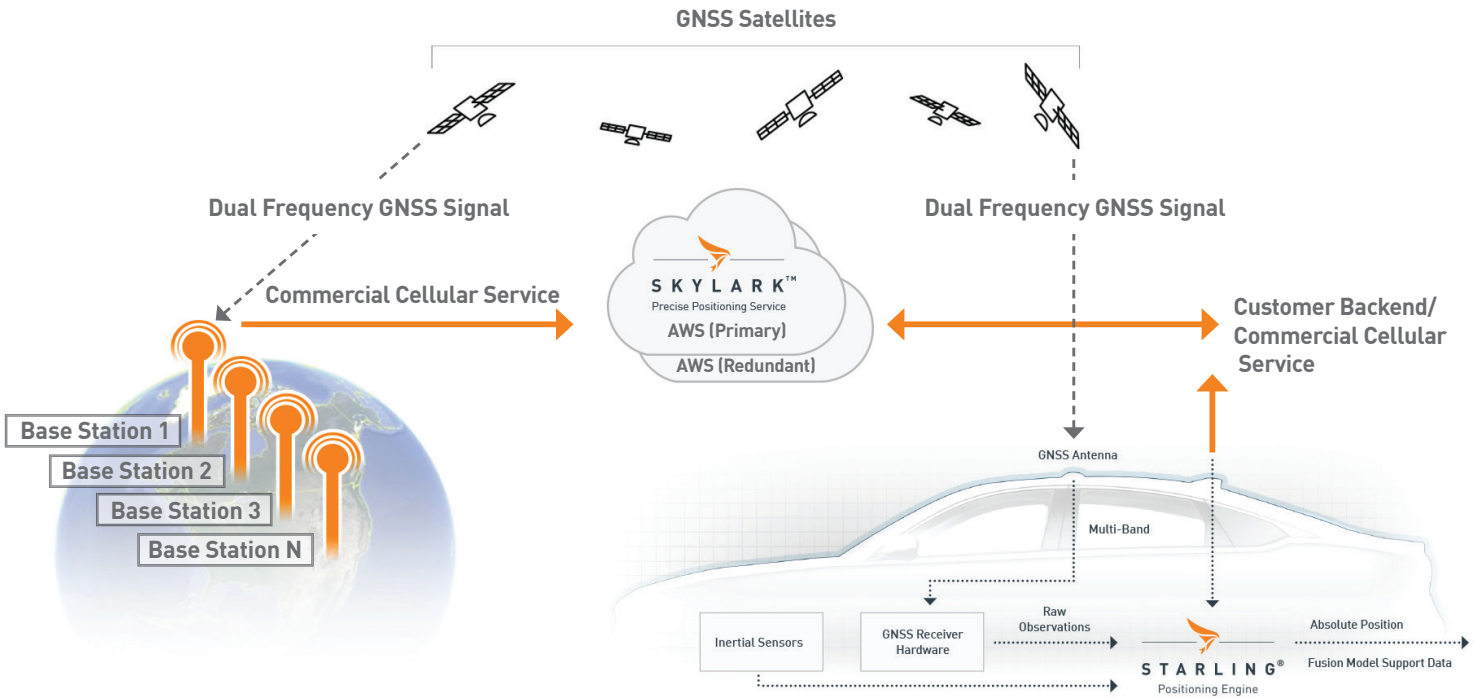 GNSS Satellites
Dual Frequency GNSS Signal
Dual Frequency GNSS Signal
Commercial Cellular Service
SKYLARK™
Precise Positioning Service
AWS (Primary)
AWS (Redundant)
Customer Backend/
Commercial Cellular
Service
Base Station 1
Base Station 2
Base Station 3
Base Station N
GNSS Antenna
Multi-Band
Inertial Sensors
GNSS Receiver
Hardware
Raw
Observations
STARLING®
Positioning Engine
Absolute Position
Fusion Model Support Data